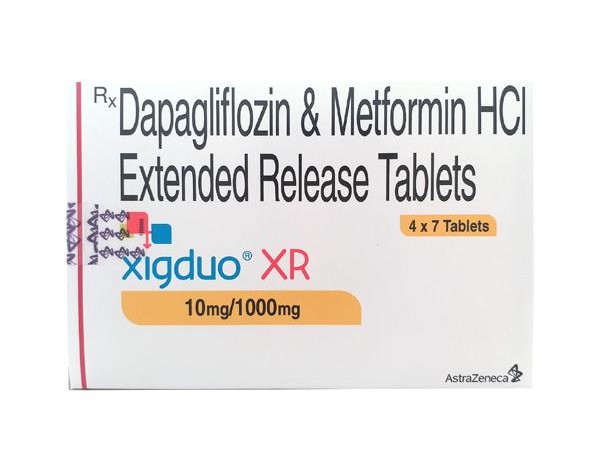 Rx Dapagliflozin & Metformin HCl
Extended Release Tablets
4 x 7 Tablets
xigduo® XR
10mg/1000mg
AstraZeneca